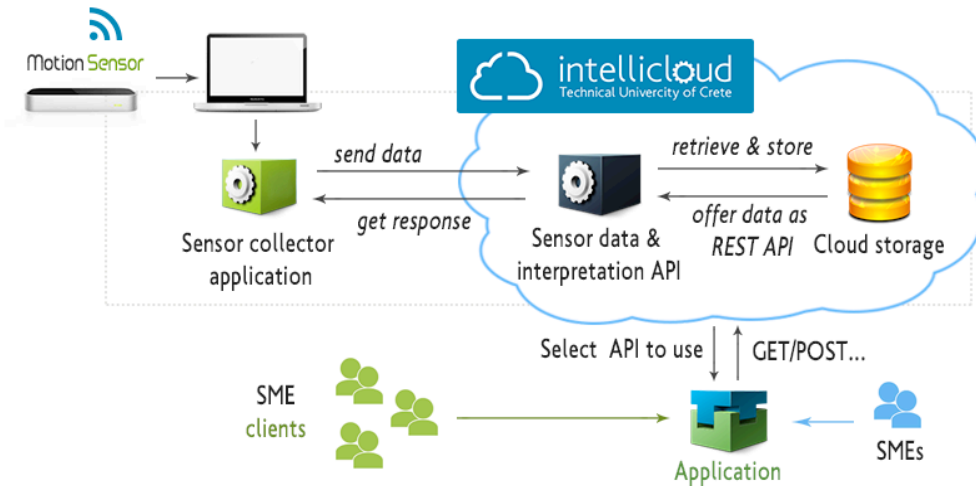 Motion Sensor
intellicloud
Technical Univercity of Crete
send data
retrieve & store
get response
offer data as
REST API
Sensor collector
application
Sensor data &
interpretation API
Cloud storage
Select API to use
GET/POST...
SME
clients
SMEs
Application